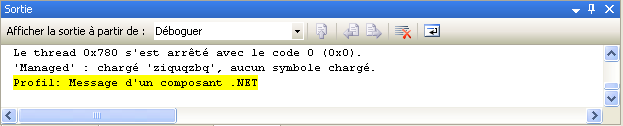 Sortie
Afficher la sortie à partir de : Déboguer
Le thread 0x780 s'est arrêté avec le code 0 (0x0).
'Managed' : chargé 'ziquqzbq', aucun symbole chargé.
Profil: Message d'un composant .NET